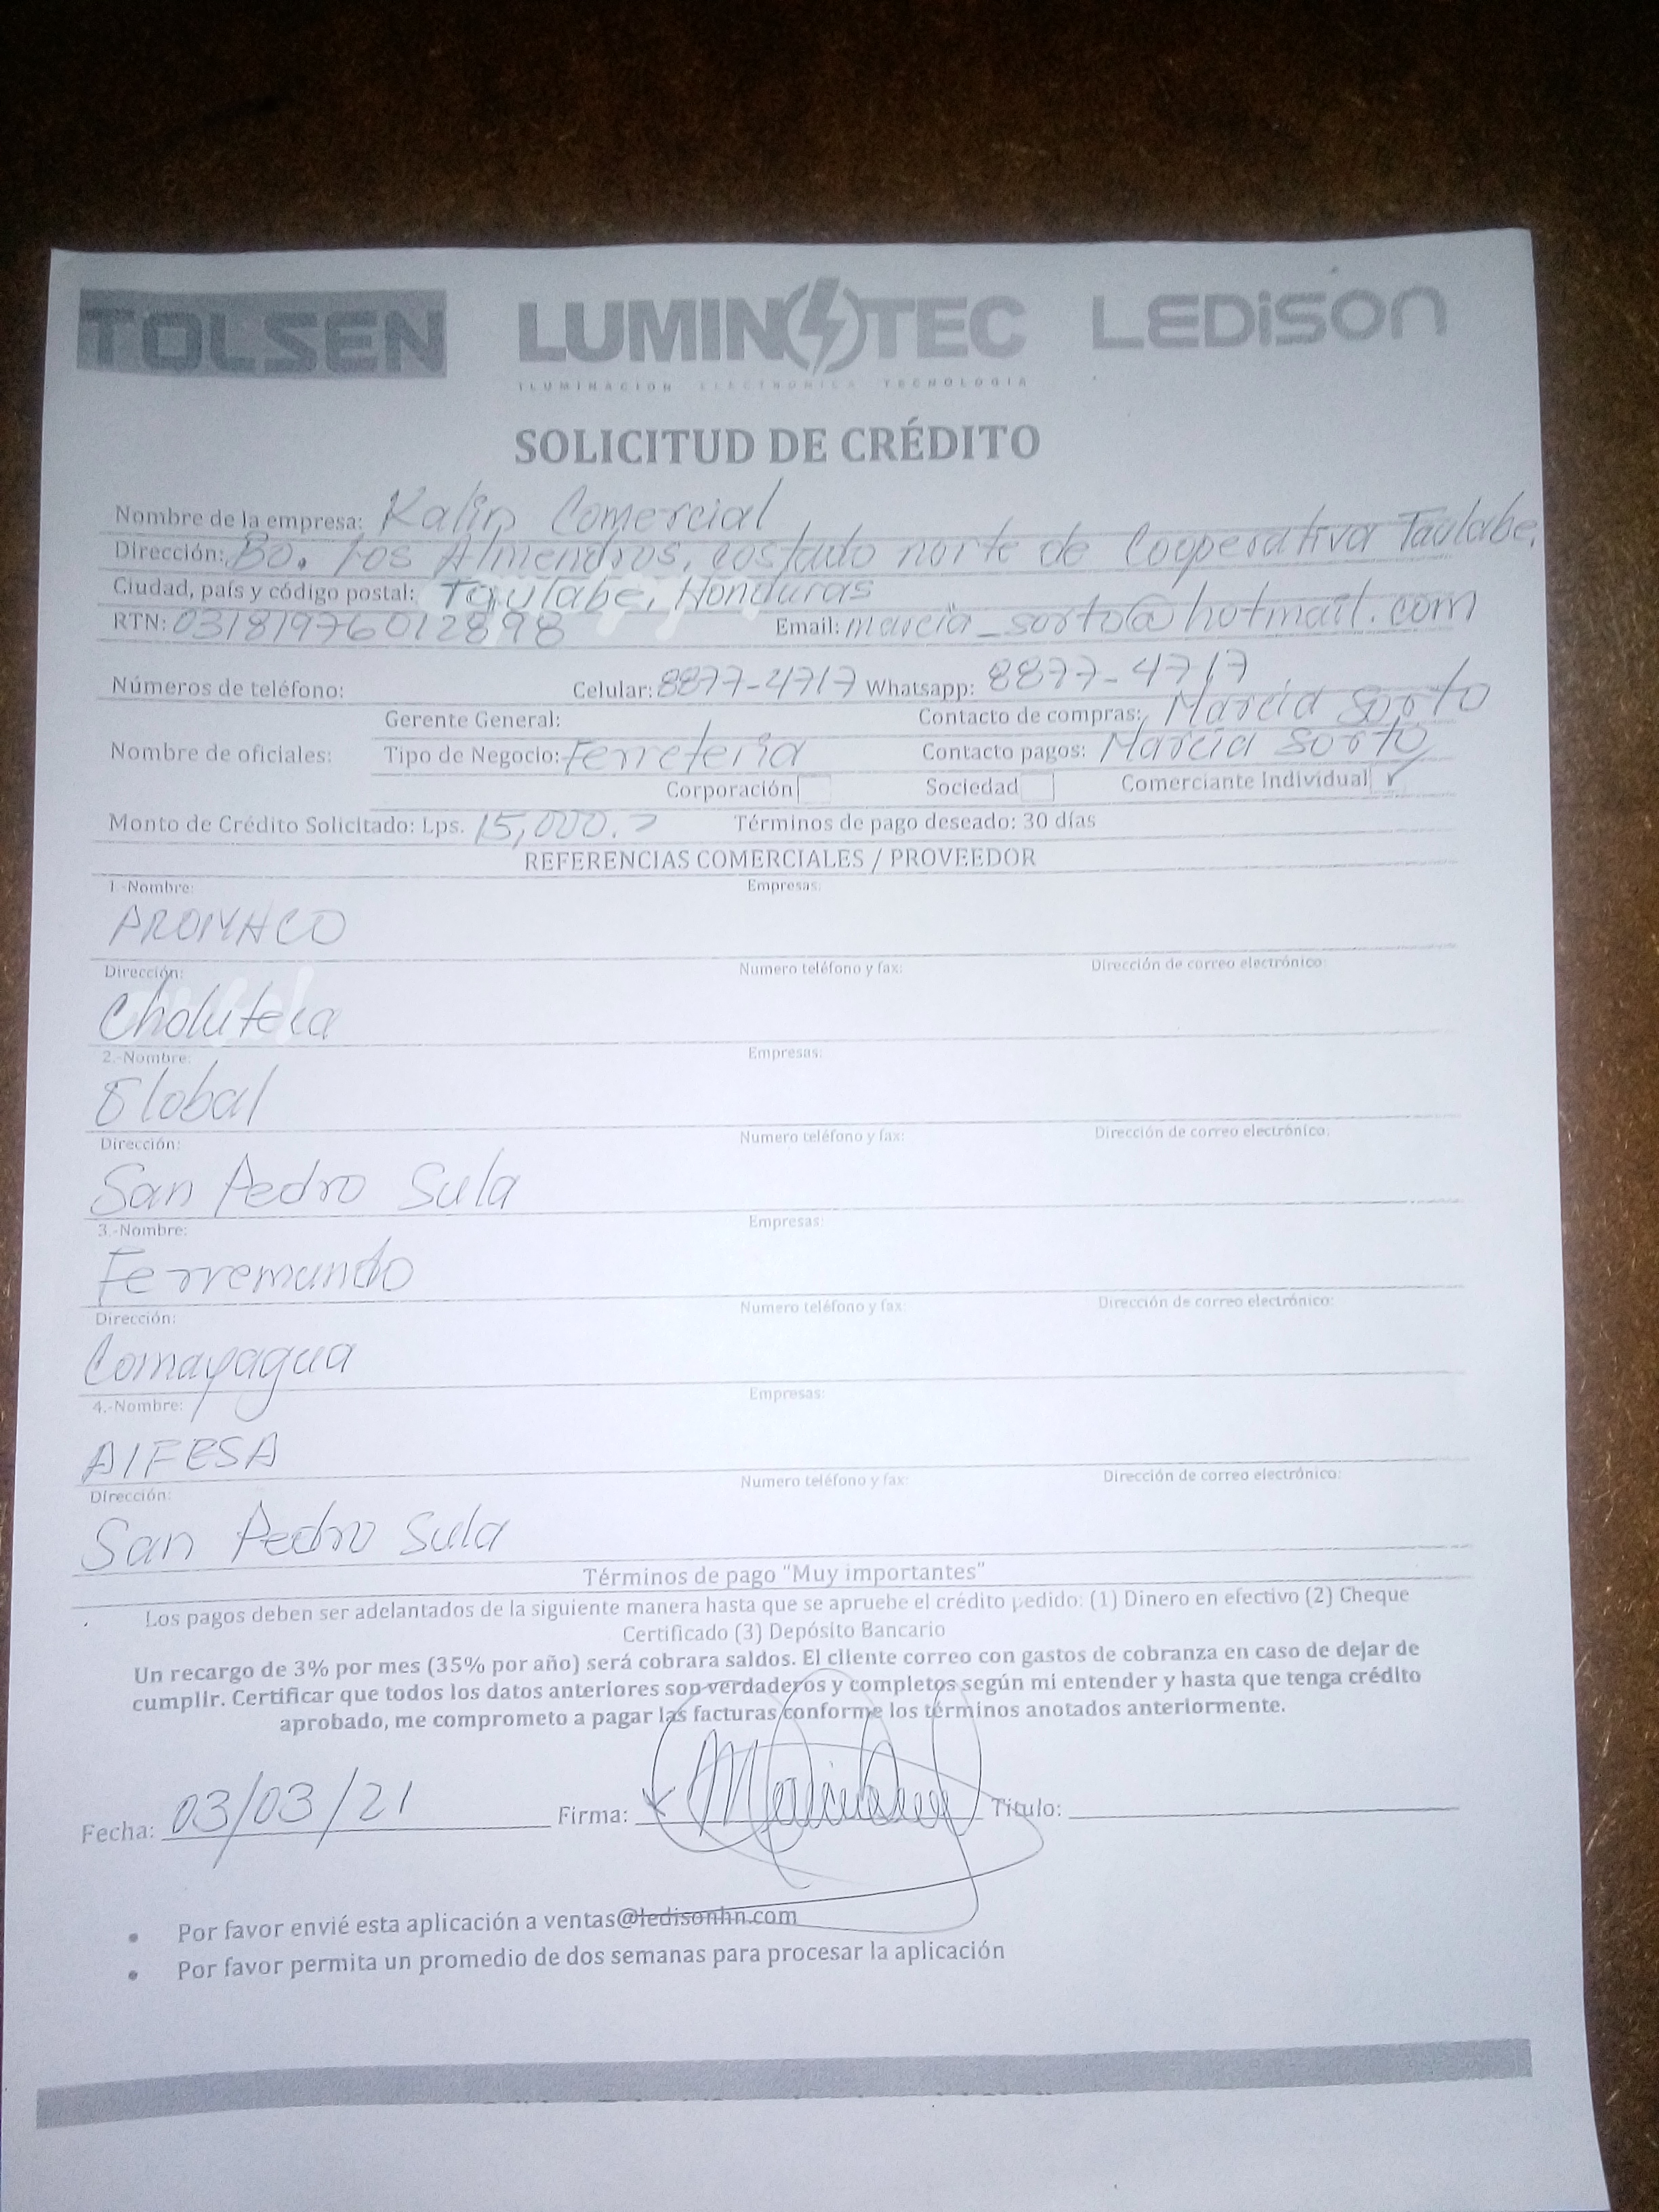 TOLSEN LUMINOTEC LEDISON
ILUMINACION ELECTRONICA TECNOLOGIA
SOLICITUD DE CRÉDITO
Nombre de la empresa: Kalin Comercial
Dirección: Bo. Los Almendros, costado norte de Cooperativa Taulabe,
Ciudad, país y código postal: Taulabe, Honduras
RTN: 03181976012898 Email: marcia_sorto@hotmail.com
Números de teléfono: Celular: 8877-4717 Whatsapp: 8877-4717
Gerente General: Contacto de compras: Marcia Sorto
Nombre de oficiales: Tipo de Negocio: Ferreteria Contacto pagos: Marcia Sorto
Corporación Sociedad Comerciante Individual ✓
Monto de Crédito Solicitado: Lps. 15,000. Términos de pago deseado: 30 días
REFERENCIAS COMERCIALES / PROVEEDOR
1-Nombre: Empresas:
PROMACO
Dirección: Numero teléfono y fax: Dirección de correo electrónico:
Choluteca
2.-Nombre: Empresas:
Global
Dirección: Numero teléfono y fax: Dirección de correo electrónico:
San Pedro Sula
3.-Nombre: Empresas:
Ferremundo
Dirección: Numero teléfono y fax: Dirección de correo electrónico:
Comayagua
4.-Nombre: Empresas:
AIFESA
Dirección: Numero teléfono y fax: Dirección de correo electrónico:
San Pedro Sula
Términos de pago "Muy importantes"
Los pagos deben ser adelantados de la siguiente manera hasta que se apruebe el crédito pedido: (1) Dinero en efectivo (2) Cheque
Certificado (3) Depósito Bancario
Un recargo de 3% por mes (35% por año) será cobrara saldos. El cliente correo con gastos de cobranza en caso de dejar de
cumplir. Certificar que todos los datos anteriores son verdaderos y completos según mi entender y hasta que tenga crédito
aprobado, me comprometo a pagar las facturas conforme los términos anotados anteriormente.
Fecha: 03/03/21 Firma: Titulo:
• Por favor envié esta aplicación a ventas@ledisonhn.com
• Por favor permita un promedio de dos semanas para procesar la aplicación